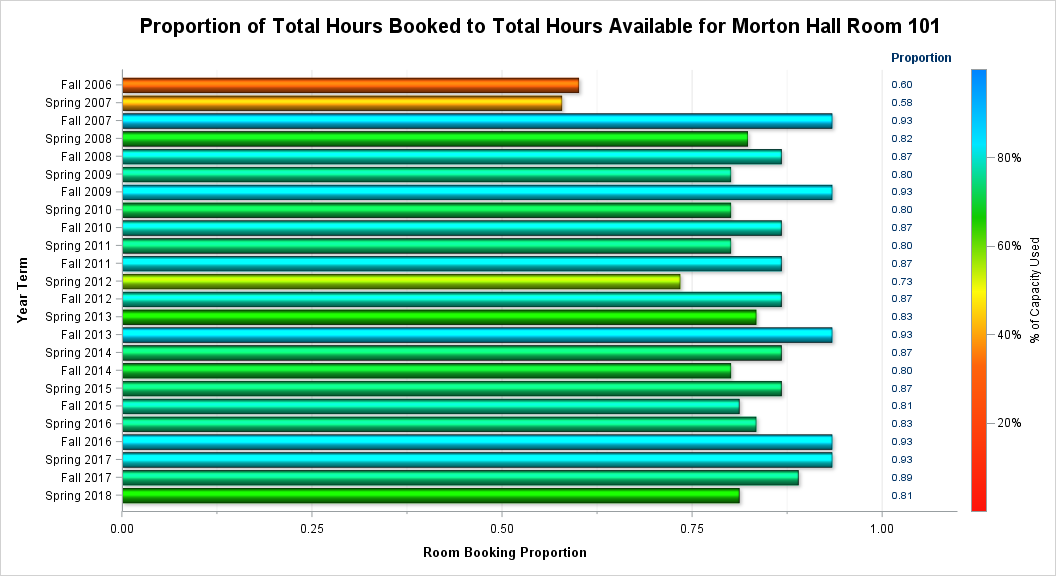 Proportion of Total Hours Booked to Total Hours Available for Morton Hall Room 101
Proportion
Fall 2006 0.60
Spring 2007 0.58
Fall 2007 0.93
Spring 2008 0.82
Fall 2008 0.87
Spring 2009 0.80
Fall 2009 0.93
Spring 2010 0.80
Fall 2010 0.87
Spring 2011 0.80
Fall 2011 0.87
Spring 2012 0.73
Fall 2012 0.87
Spring 2013 0.83
Fall 2013 0.93
Spring 2014 0.87
Fall 2014 0.80
Spring 2015 0.87
Fall 2015 0.81
Spring 2016 0.83
Fall 2016 0.93
Spring 2017 0.93
Fall 2017 0.89
Spring 2018 0.81
Year Term
0.00 0.25 0.50 0.75 1.00
Room Booking Proportion
80%
60%
40%
20%
% of Capacity Used